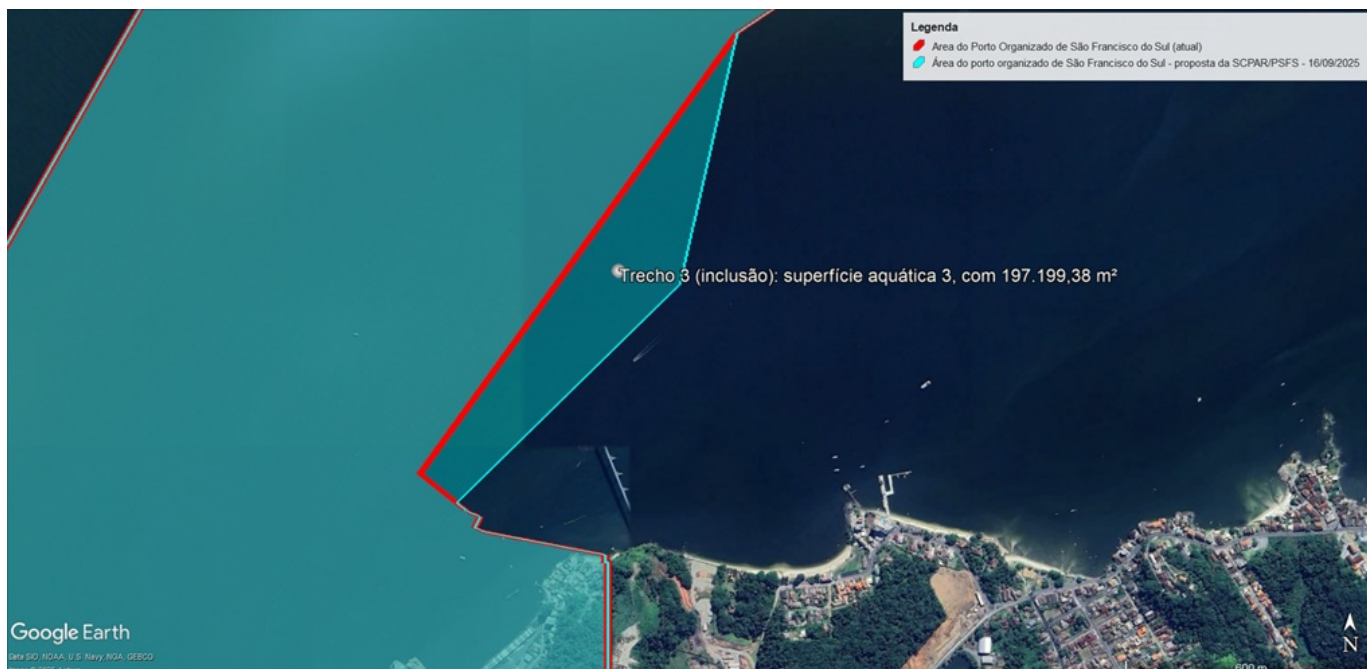 Legenda
Area do Porto Organizado de São Francisco do Sul (atual)
Área do porto organizado de São Francisco do Sul - proposta da SCPAR/PSFS - 16/09/2025
Trecho 3 (inclusão): superfície aquática 3, com 197.199,38 m²
Google Earth
Data SIO, NOAA, U.S. Navy, NGA, GEBCO
N
600 m